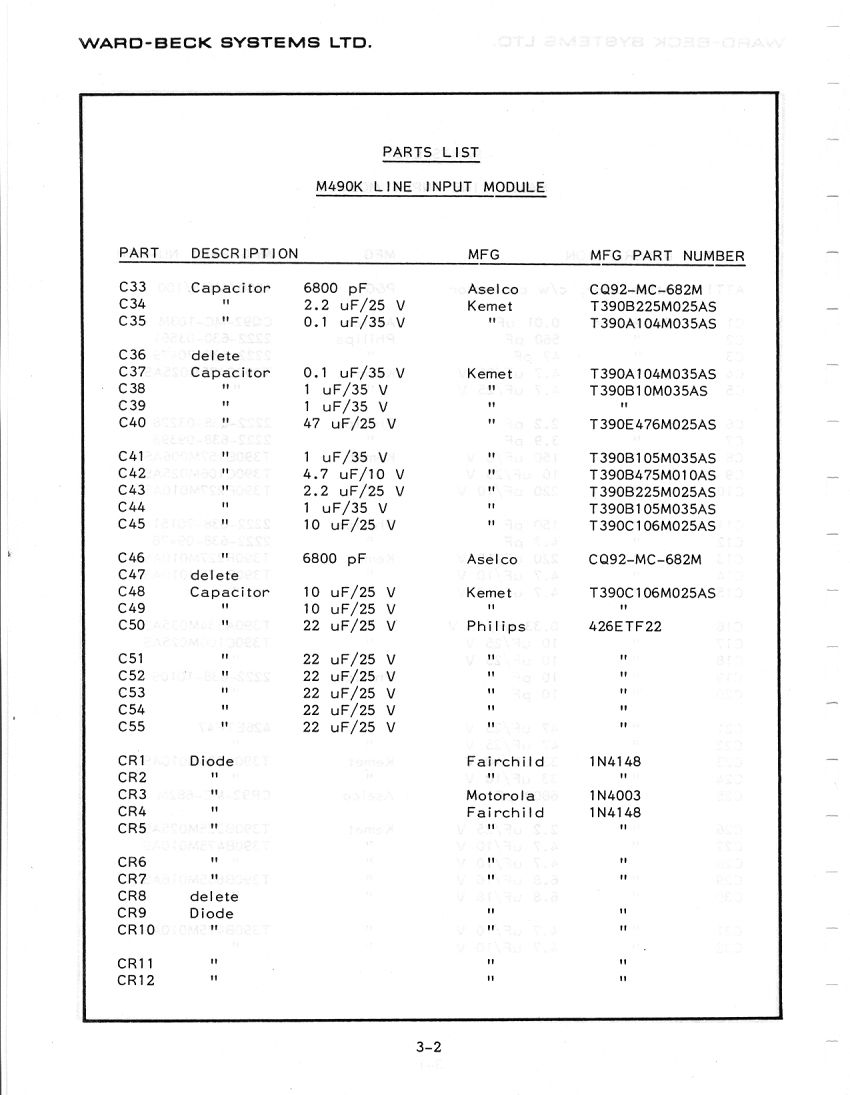 WARD-BECK SYSTEMS LTD.
PARTS LIST
M490K LINE INPUT MODULE
PART DESCRIPTION MFG MFG PART NUMBER
C33 Capacitor 6800 pF Aselco CQ92-MC-682M
C34 " 2.2 uF/25 V Kemet T390B225M025AS
C35 " 0.1 uF/35 V " T390A104M035AS
C36 delete
C37 Capacitor 0.1 uF/35 V Kemet T390A104M035AS
C38 " 1 uF/35 V " T390B10M035AS
C39 " 1 uF/35 V " "
C40 " 47 uF/25 V " T390E476M025AS
C41 " 1 uF/35 V " T390B105M035AS
C42 " 4.7 uF/10 V " T390B475M010AS
C43 " 2.2 uF/25 V " T390B225M025AS
C44 " 1 uF/35 V " T390B105M035AS
C45 " 10 uF/25 V " T390C106M025AS
C46 " 6800 pF Aselco CQ92-MC-682M
C47 delete
C48 Capacitor 10 uF/25 V Kemet T390C106M025AS
C49 " 10 uF/25 V " "
C50 " 22 uF/25 V Philips 426ETF22
C51 " 22 uF/25 V " "
C52 " 22 uF/25 V " "
C53 " 22 uF/25 V " "
C54 " 22 uF/25 V " "
C55 " 22 uF/25 V " "
CR1 Diode Fairchild 1N4148
CR2 " " "
CR3 " Motorola 1N4003
CR4 " Fairchild 1N4148
CR5 " " "
CR6 " " "
CR7 " " "
CR8 delete
CR9 Diode " "
CR10 " " "
CR11 " " "
CR12 " " "
3-2